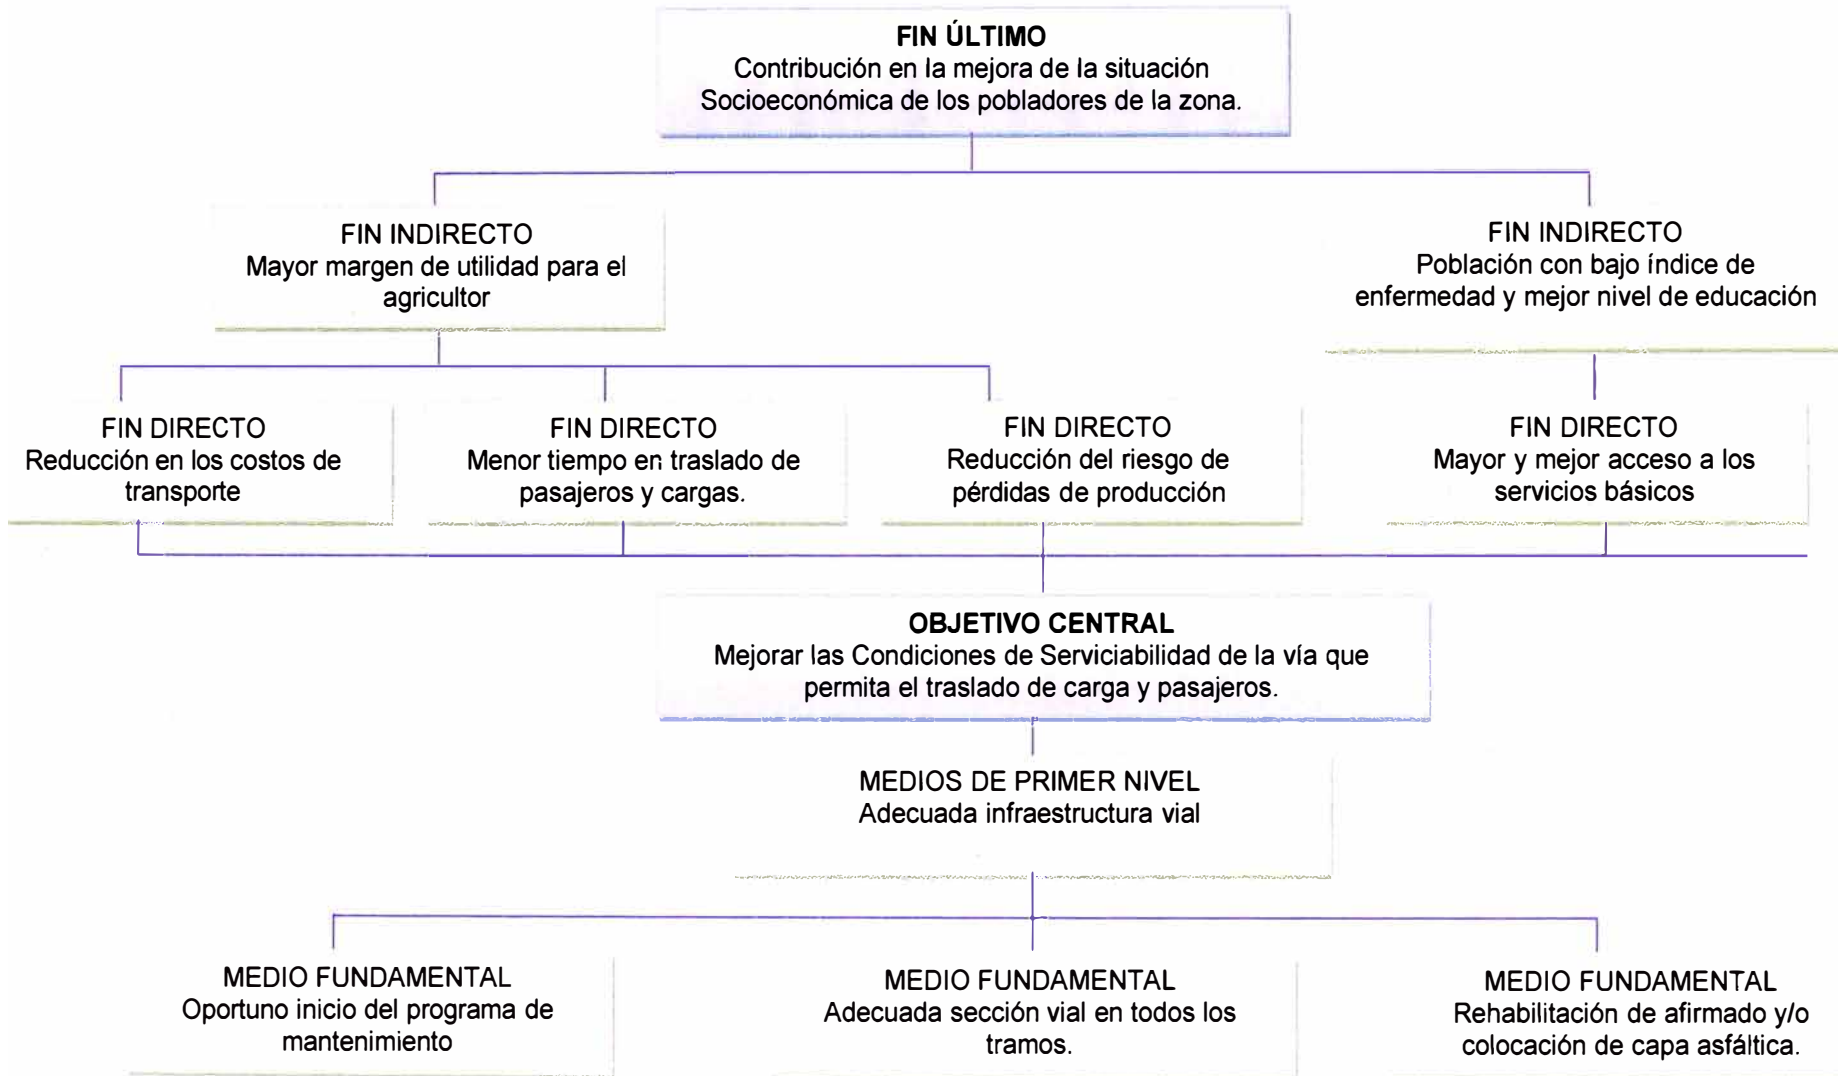 FIN ÚLTIMO
Contribución en la mejora de la situación
Socioeconómica de los pobladores de la zona.
FIN INDIRECTO
Mayor margen de utilidad para el
agricultor
FIN INDIRECTO
Población con bajo índice de
enfermedad y mejor nivel de educación
FIN DIRECTO
Reducción en los costos de
transporte
FIN DIRECTO
Menor tiempo en traslado de
pasajeros y cargas.
FIN DIRECTO
Reducción del riesgo de
pérdidas de producción
FIN DIRECTO
Mayor y mejor acceso a los
servicios básicos
OBJETIVO CENTRAL
Mejorar las Condiciones de Serviciabilidad de la vía que
permita el traslado de carga y pasajeros.
MEDIOS DE PRIMER NIVEL
Adecuada infraestructura vial
MEDIO FUNDAMENTAL
Oportuno inicio del programa de
mantenimiento
MEDIO FUNDAMENTAL
Adecuada sección vial en todos los
tramos.
MEDIO FUNDAMENTAL
Rehabilitación de afirmado y/o
colocación de capa asfáltica.